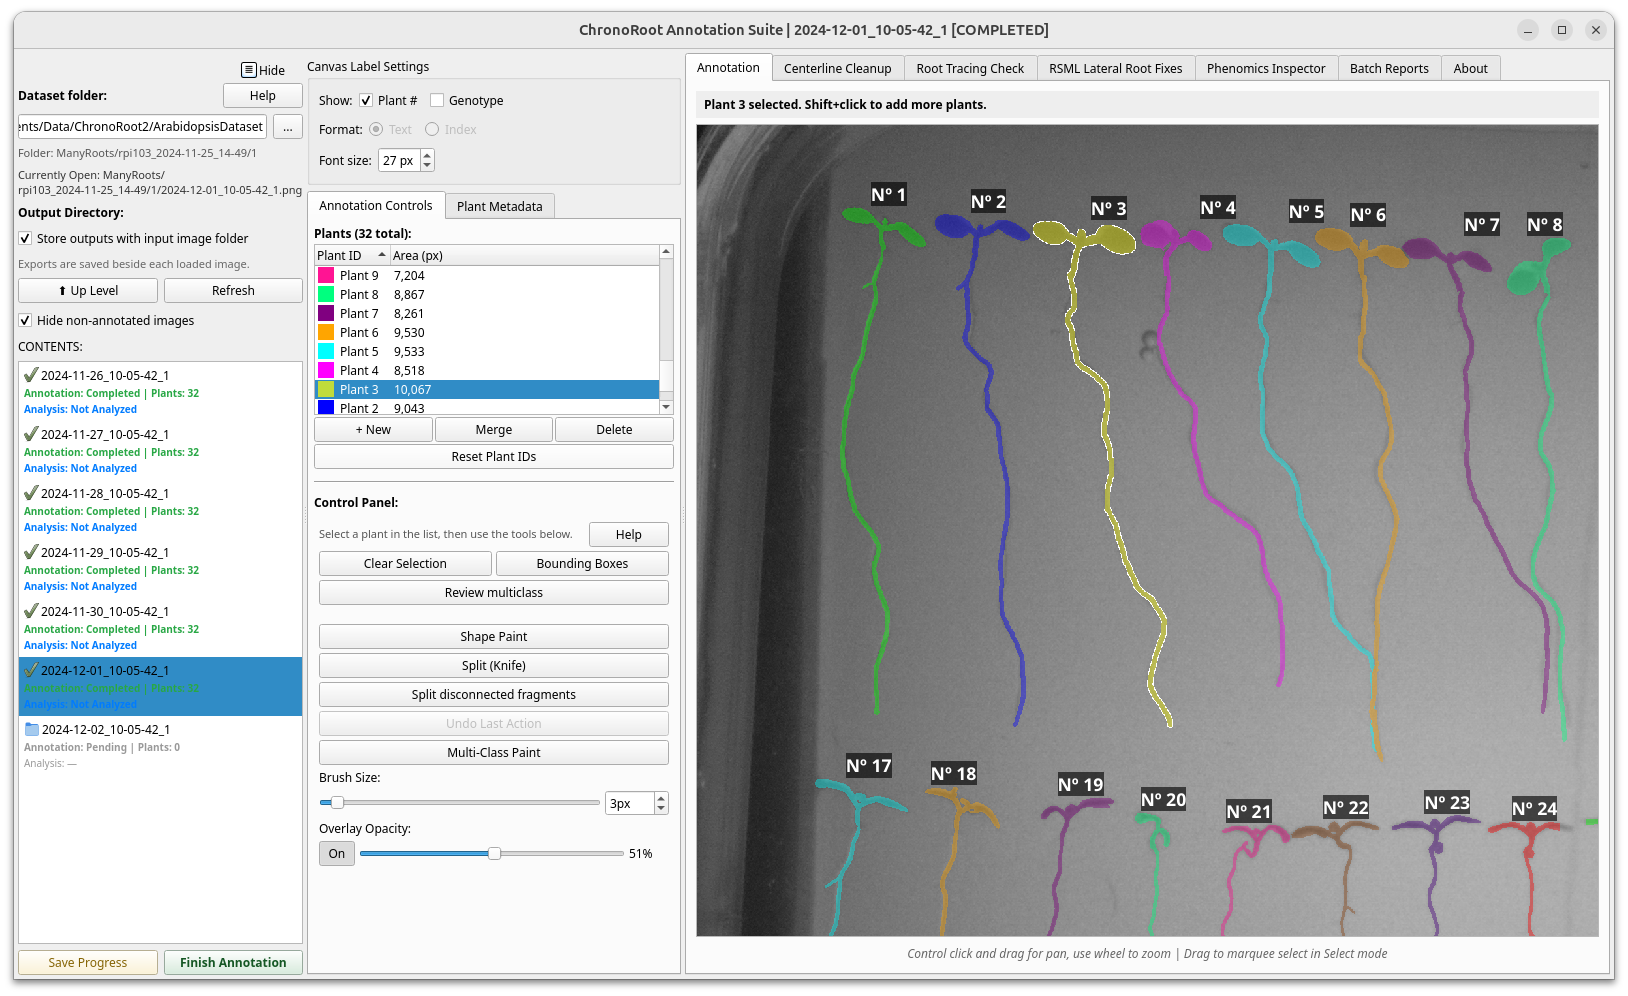 ChronoRoot Annotation Suite | 2024-12-01_10-05-42_1 [COMPLETED]
Hide
Dataset folder:
Help
nts/Data/ChronoRoot2/ArabidopsisDataset
...
Folder: ManyRoots/rpi103_2024-11-25_14-49/1
Currently Open: ManyRoots/
rpi103_2024-11-25_14-49/1/2024-12-01_10-05-42_1.png
Output Directory:
Store outputs with input image folder
Exports are saved beside each loaded image.
⬆ Up Level
Refresh
Hide non-annotated images
CONTENTS:
2024-11-26_10-05-42_1
Annotation: Completed | Plants: 32
Analysis: Not Analyzed
2024-11-27_10-05-42_1
Annotation: Completed | Plants: 32
Analysis: Not Analyzed
2024-11-28_10-05-42_1
Annotation: Completed | Plants: 32
Analysis: Not Analyzed
2024-11-29_10-05-42_1
Annotation: Completed | Plants: 32
Analysis: Not Analyzed
2024-11-30_10-05-42_1
Annotation: Completed | Plants: 32
Analysis: Not Analyzed
2024-12-01_10-05-42_1
Annotation: Completed | Plants: 32
Analysis: Not Analyzed
2024-12-02_10-05-42_1
Annotation: Pending | Plants: 0
Analysis: —
Save Progress
Finish Annotation
Canvas Label Settings
Show:
Plant #
Genotype
Format:
Text
Index
Font size:
27 px
Annotation Controls
Plant Metadata
Plants (32 total):
Plant ID Area (px)
Plant 9 7,204
Plant 8 8,867
Plant 7 8,261
Plant 6 9,530
Plant 5 9,533
Plant 4 8,518
Plant 3 10,067
Plant 2 9,043
+ New
Merge
Delete
Reset Plant IDs
Control Panel:
Select a plant in the list, then use the tools below.
Help
Clear Selection
Bounding Boxes
Review multiclass
Shape Paint
Split (Knife)
Split disconnected fragments
Undo Last Action
Multi-Class Paint
Brush Size:
3px
Overlay Opacity:
On
51%
Annotation
Centerline Cleanup
Root Tracing Check
RSML Lateral Root Fixes
Phenomics Inspector
Batch Reports
About
Plant 3 selected. Shift+click to add more plants.
Nº 1
Nº 2
Nº 3
Nº 4
Nº 5
Nº 6
Nº 7
Nº 8
Nº 17
Nº 18
Nº 19
Nº 20
Nº 21
Nº 22
Nº 23
Nº 24
Control click and drag for pan, use wheel to zoom | Drag to marquee select in Select mode